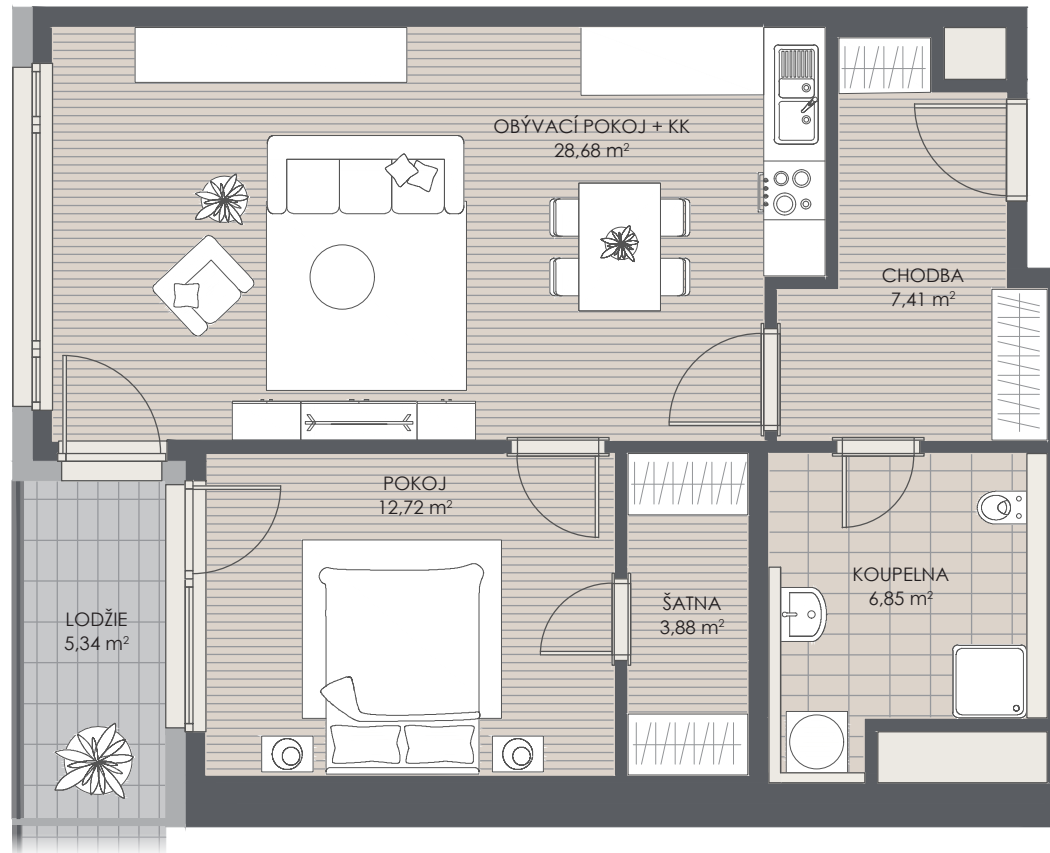 OBÝVACÍ POKOJ + KK
28,68 m²
CHODBA
7,41 m²
POKOJ
12,72 m²
KOUPELNA
6,85 m²
ŠATNA
3,88 m²
LODŽIE
5,34 m²